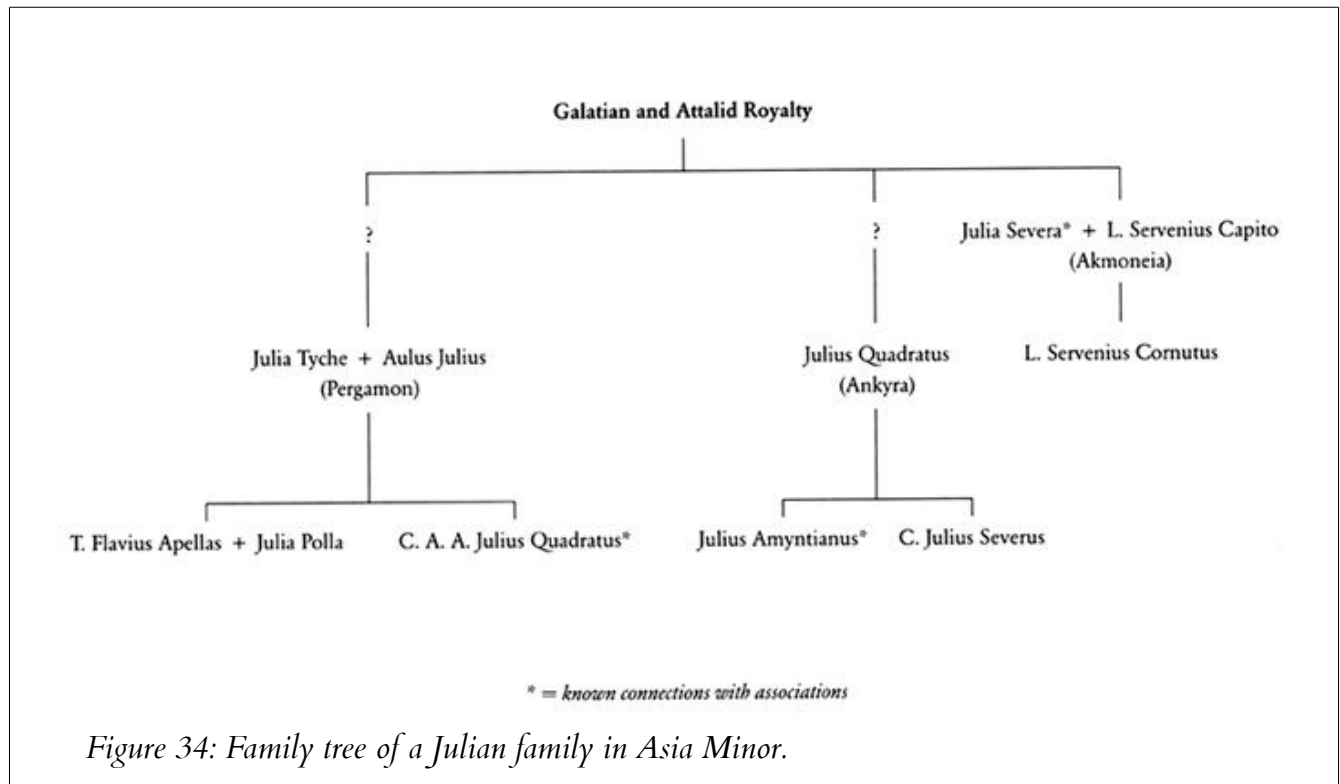 Galatian and Attalid Royalty
?
?
Julia Severa* + L. Servenius Capito
(Akmoneia)
Julia Tyche + Aulus Julius
(Pergamon)
Julius Quadratus
(Ankyra)
L. Servenius Cornutus
T. Flavius Apellas + Julia Polla
C. A. A. Julius Quadratus*
Julius Amyntianus*
C. Julius Severus
* = known connections with associations
Figure 34: Family tree of a Julian family in Asia Minor.